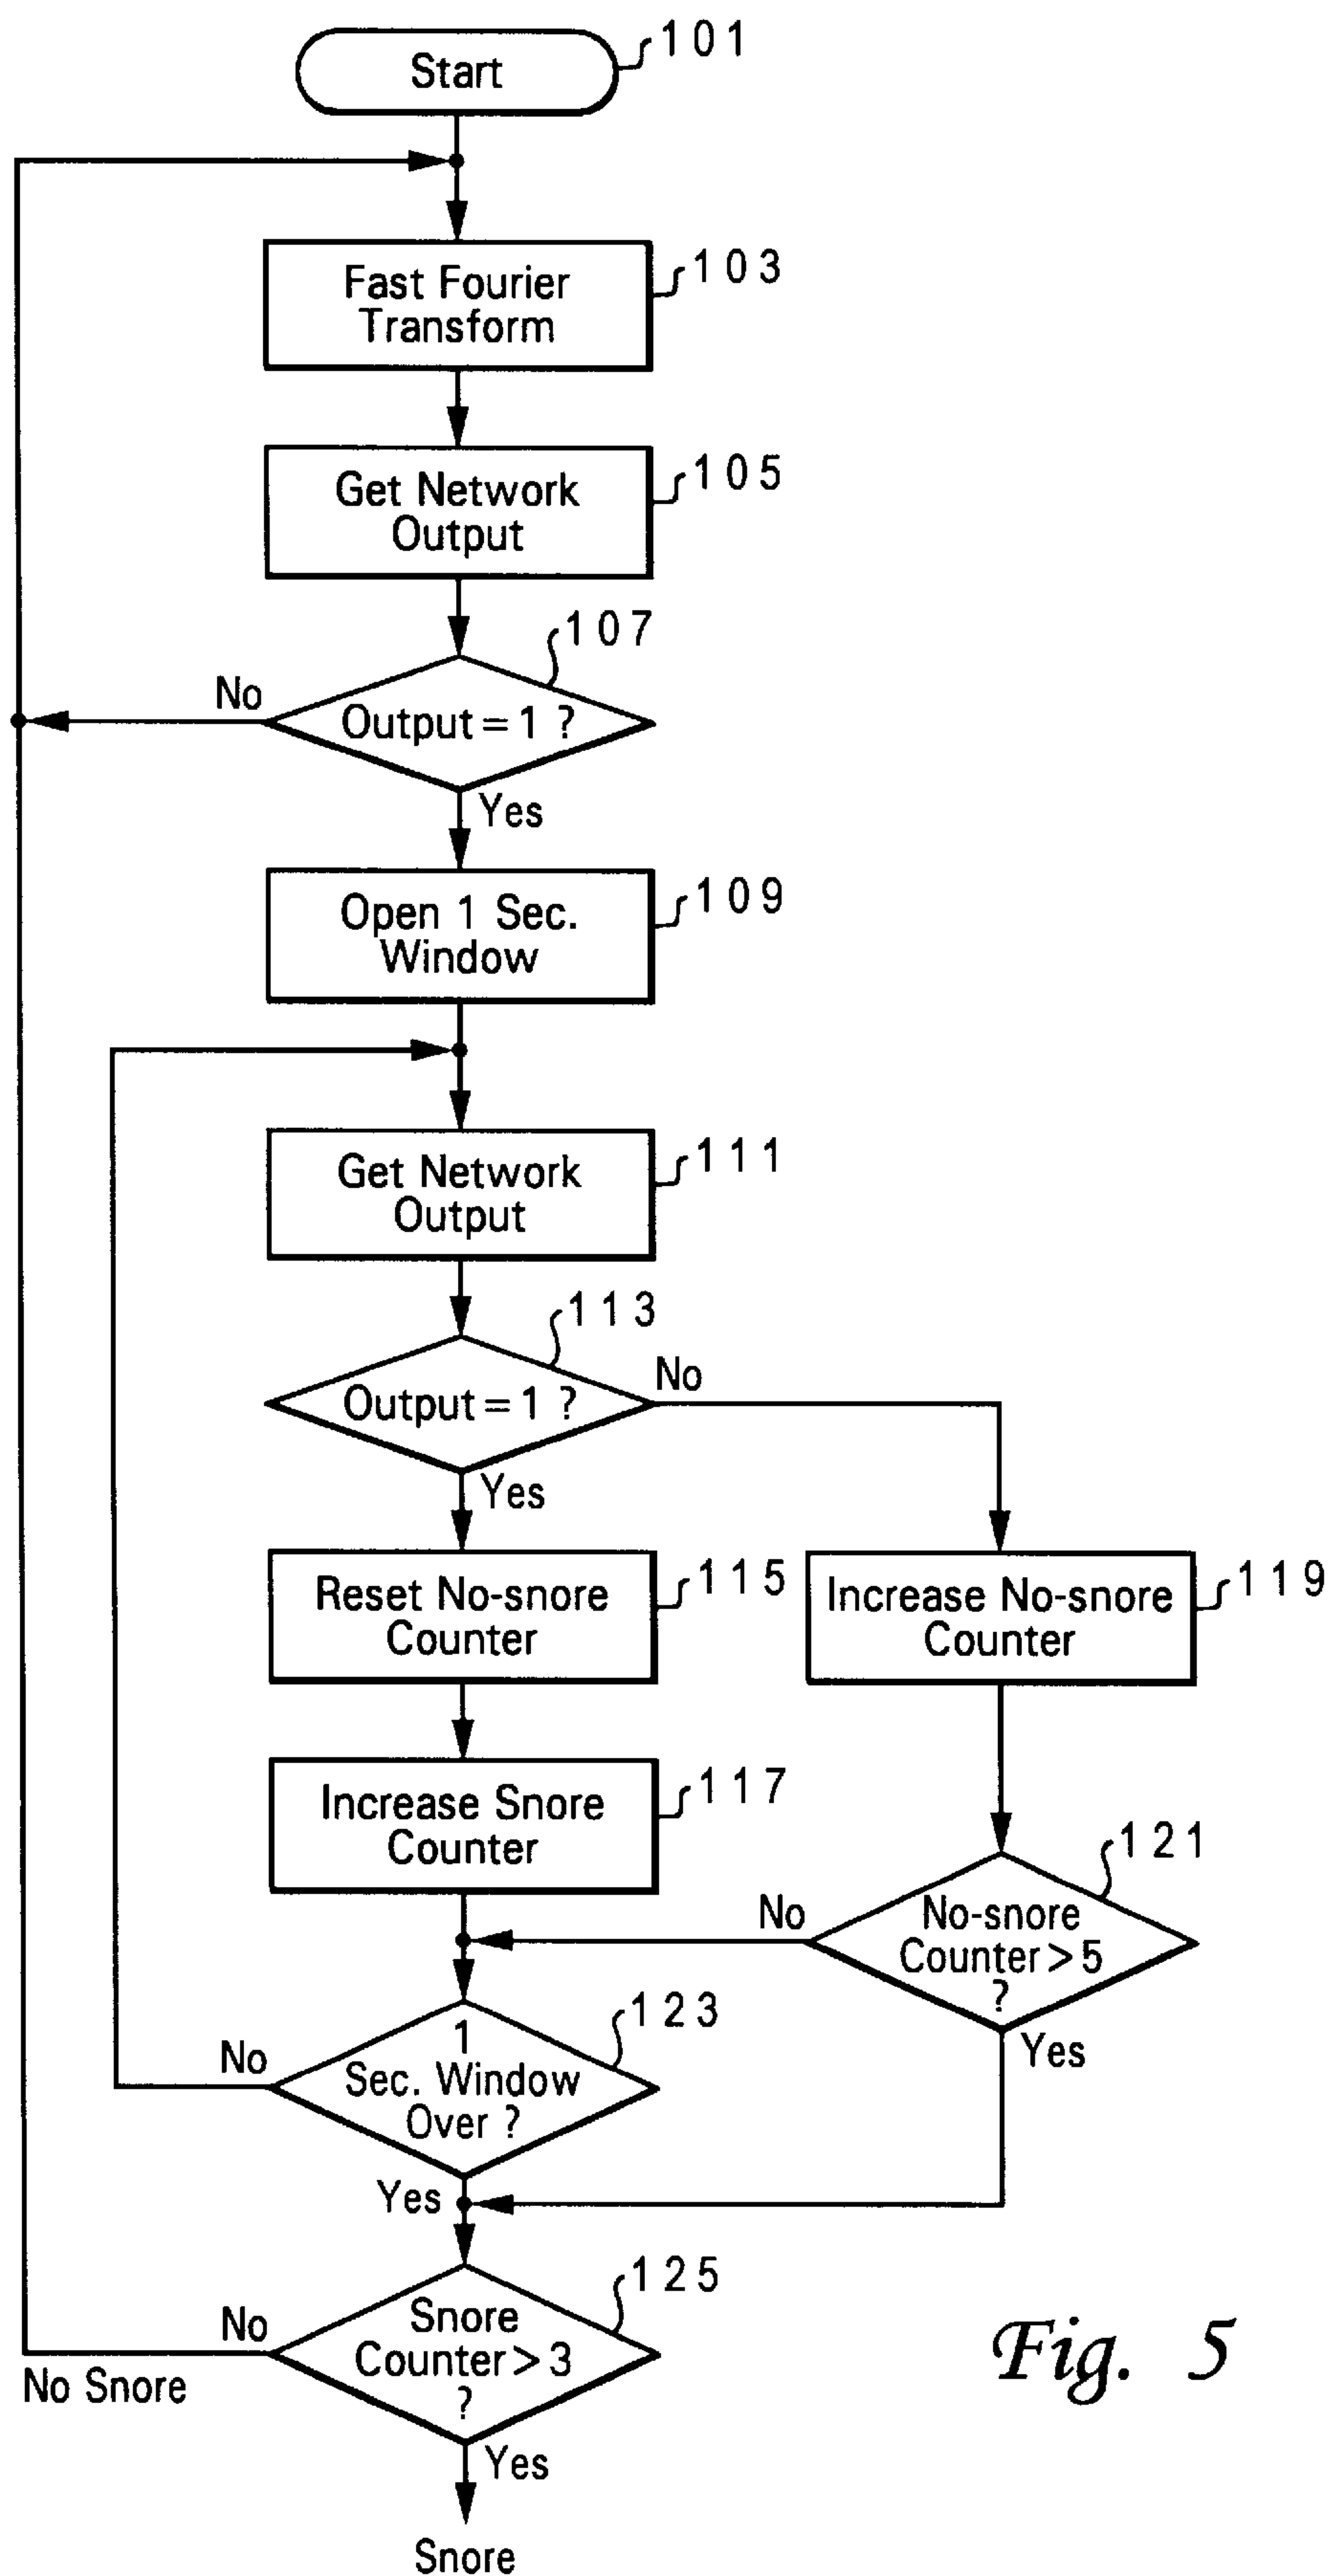 Start
101
Fast Fourier
Transform
103
Get Network
Output
105
107
No
Output = 1 ?
Yes
Open 1 Sec.
Window
109
Get Network
Output
111
113
Output = 1 ?
No
Yes
Reset No-snore
Counter
115
Increase No-snore
Counter
119
Increase Snore
Counter
117
121
No-snore
Counter > 5
?
No
Yes
123
1
Sec. Window
Over ?
No
Yes
125
Snore
Counter > 3
?
No
No Snore
Yes
Snore
Fig. 5